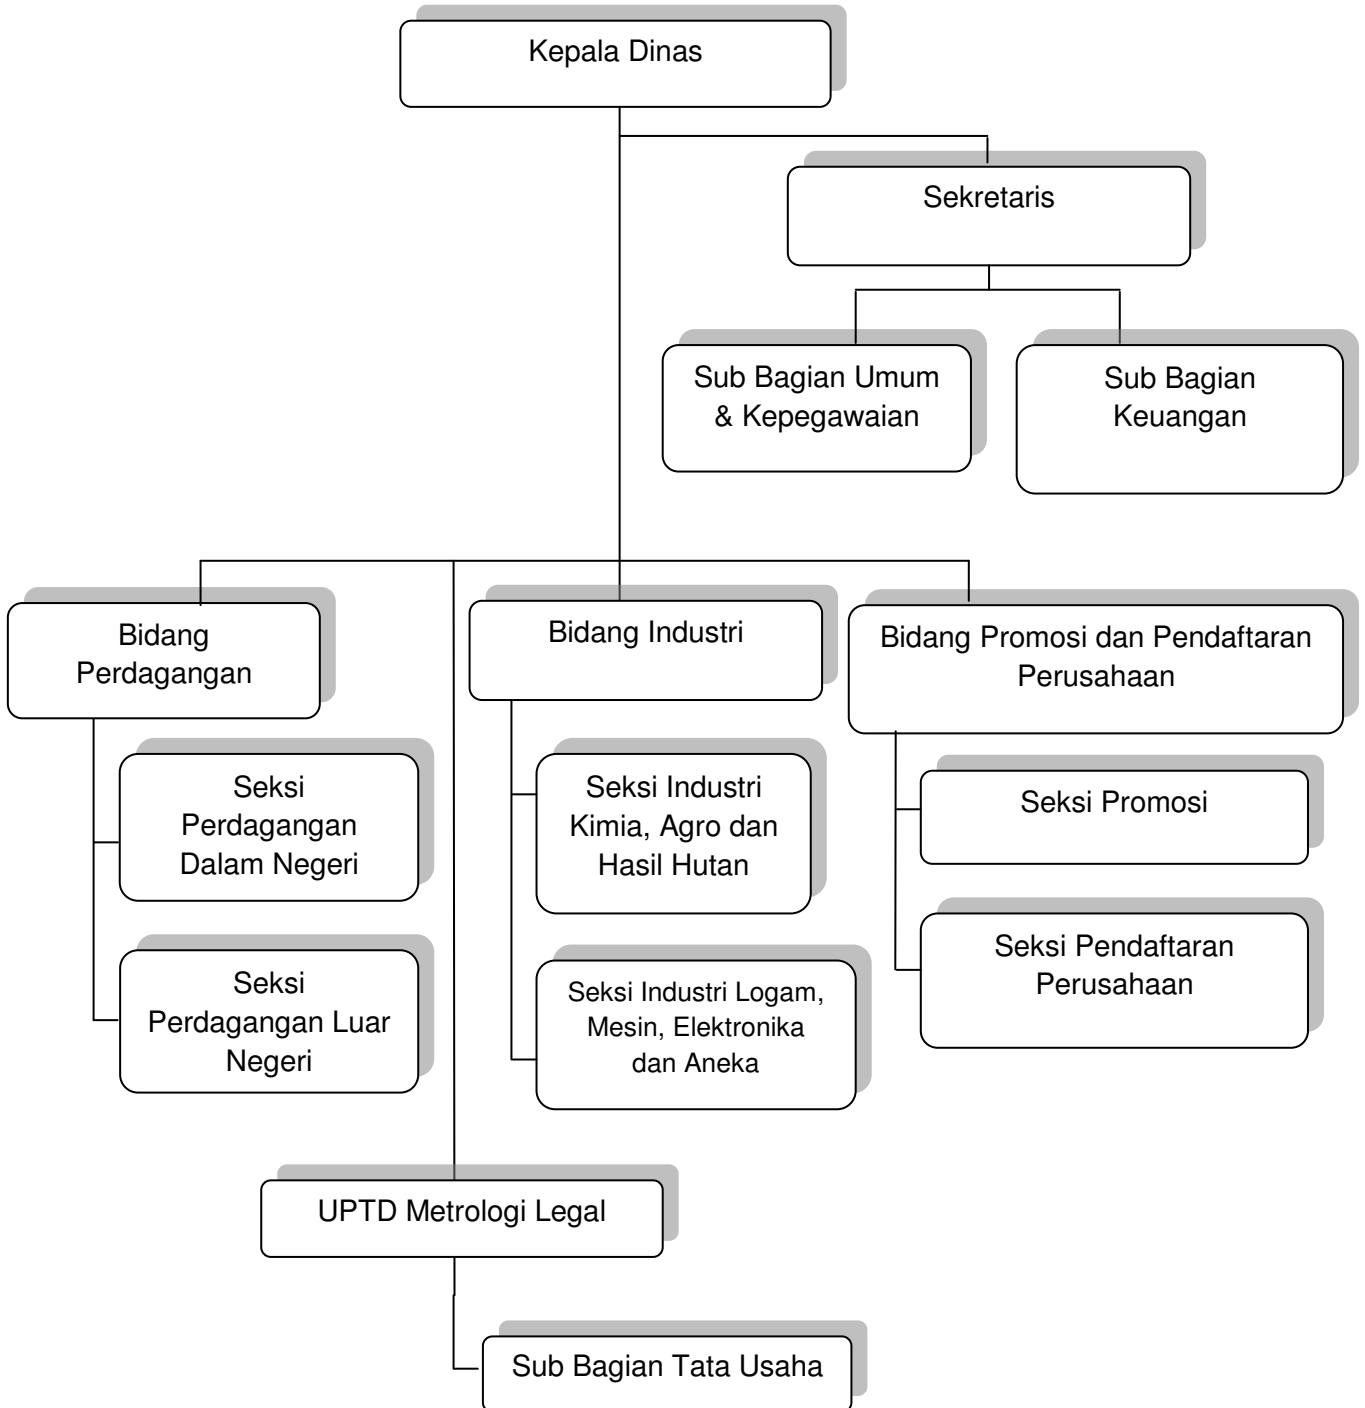 Kepala Dinas
Sekretaris
Sub Bagian Umum
& Kepegawaian
Sub Bagian
Keuangan
Bidang
Perdagangan
Seksi
Perdagangan
Dalam Negeri
Seksi
Perdagangan Luar
Negeri
Bidang Industri
Seksi Industri
Kimia, Agro dan
Hasil Hutan
Seksi Industri Logam,
Mesin, Elektronika
dan Aneka
Bidang Promosi dan Pendaftaran
Perusahaan
Seksi Promosi
Seksi Pendaftaran
Perusahaan
UPTD Metrologi Legal
Sub Bagian Tata Usaha